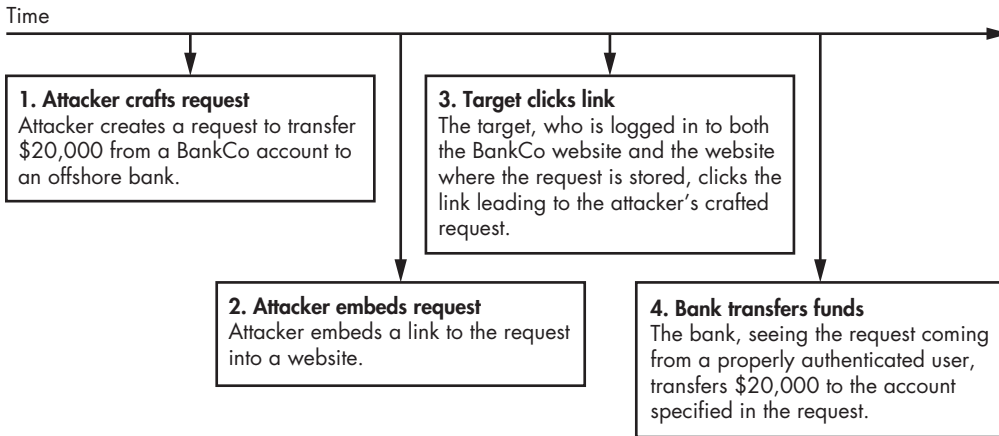 Time
1. Attacker crafts request
Attacker creates a request to transfer
$20,000 from a BankCo account to
an offshore bank.
2. Attacker embeds request
Attacker embeds a link to the request
into a website.
3. Target clicks link
The target, who is logged in to both
the BankCo website and the website
where the request is stored, clicks the
link leading to the attacker’s crafted
request.
4. Bank transfers funds
The bank, seeing the request coming
from a properly authenticated user,
transfers $20,000 to the account
specified in the request.